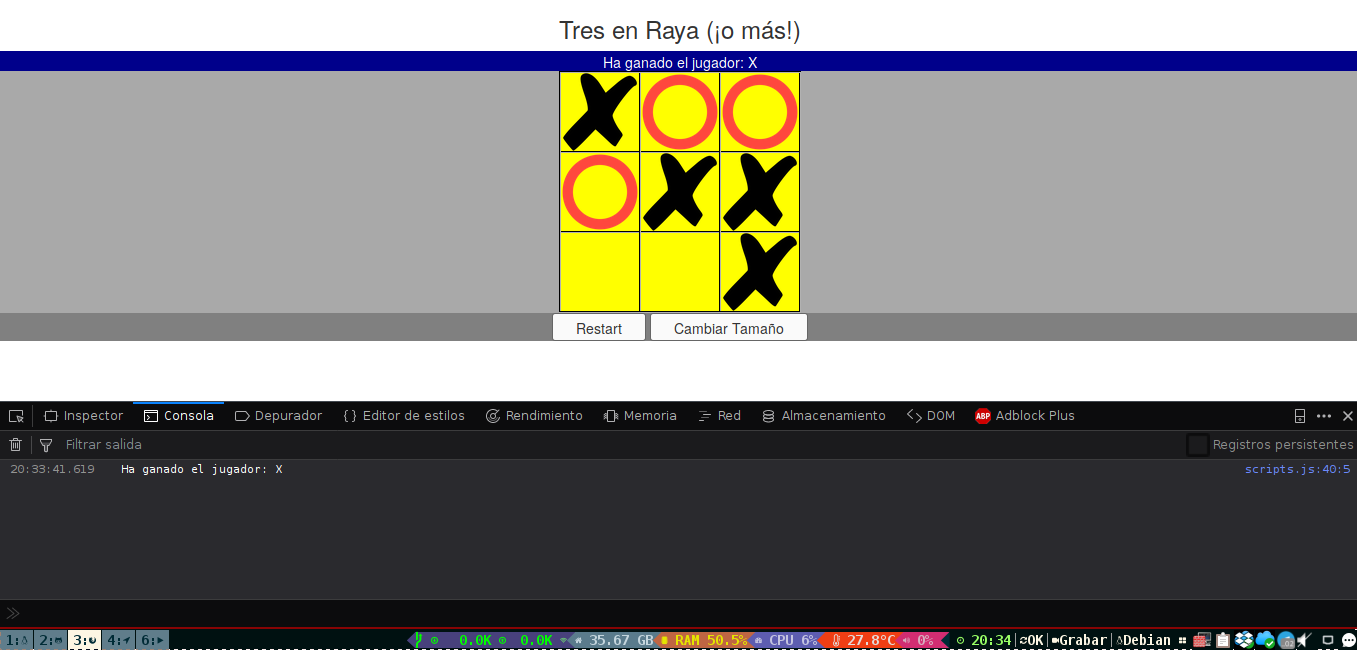 Tres en Raya (¡o más!)
Ha ganado el jugador: X
Restart Cambiar Tamaño
Inspector Consola Depurador {} Editor de estilos Rendimiento Memoria Red Almacenamiento DOM ABP Adblock Plus
Filtrar salida Registros persistentes
20:33:41.619 Ha ganado el jugador: X scripts.js:40:5
1: 2: 3: 4: 6: 0.0K 0.0K 35.67 GB RAM 50.5% CPU 6% 27.8°C 0% 20:34 OK Grabar Debian